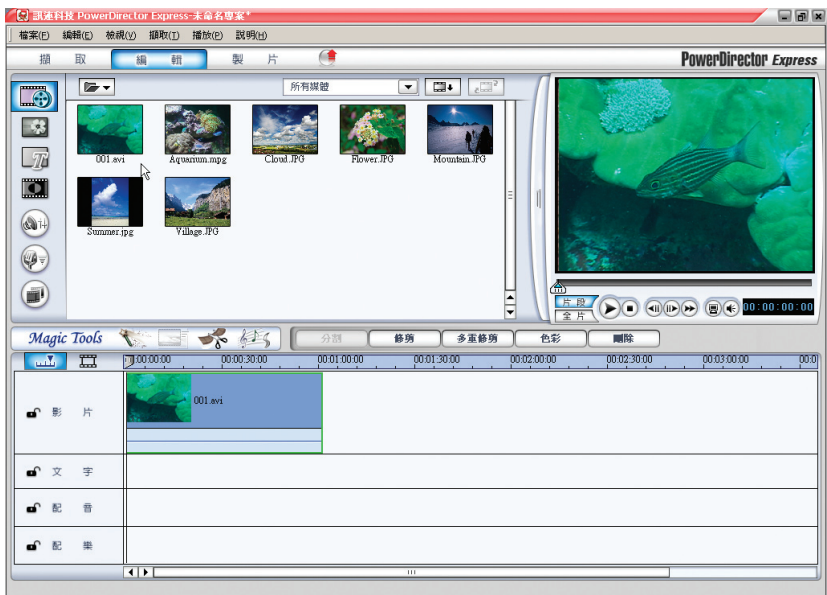 訊連科技 PowerDirector Express-未命名專案*
檔案(F) 編輯(E) 檢視(V) 擷取(T) 播放(P) 說明(H)
擷 取 編 輯 製 片 PowerDirector Express
所有媒體
001.avi Aquarium.mpg Cloud.JPG Flower.JPG Mountain.JPG
Summer.jpg Village.JPG
片 段
全 片
00:00:00:00
Magic Tools 分割 修剪 多重修剪 色彩 刪除
0:00:00:00 00:00:30:00 00:01:00:00 00:01:30:00 00:02:00:00 00:02:30:00 00:03:00:00 00:0
001.avi
影 片
文 字
配 音
配 樂